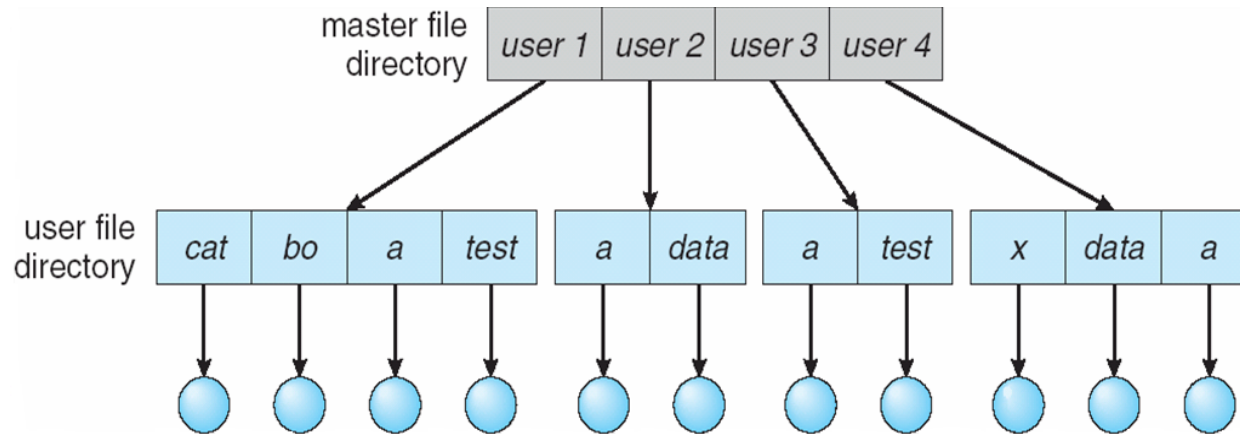 master file
directory
user 1 user 2 user 3 user 4
user file
directory
cat bo a test a data a test x data a